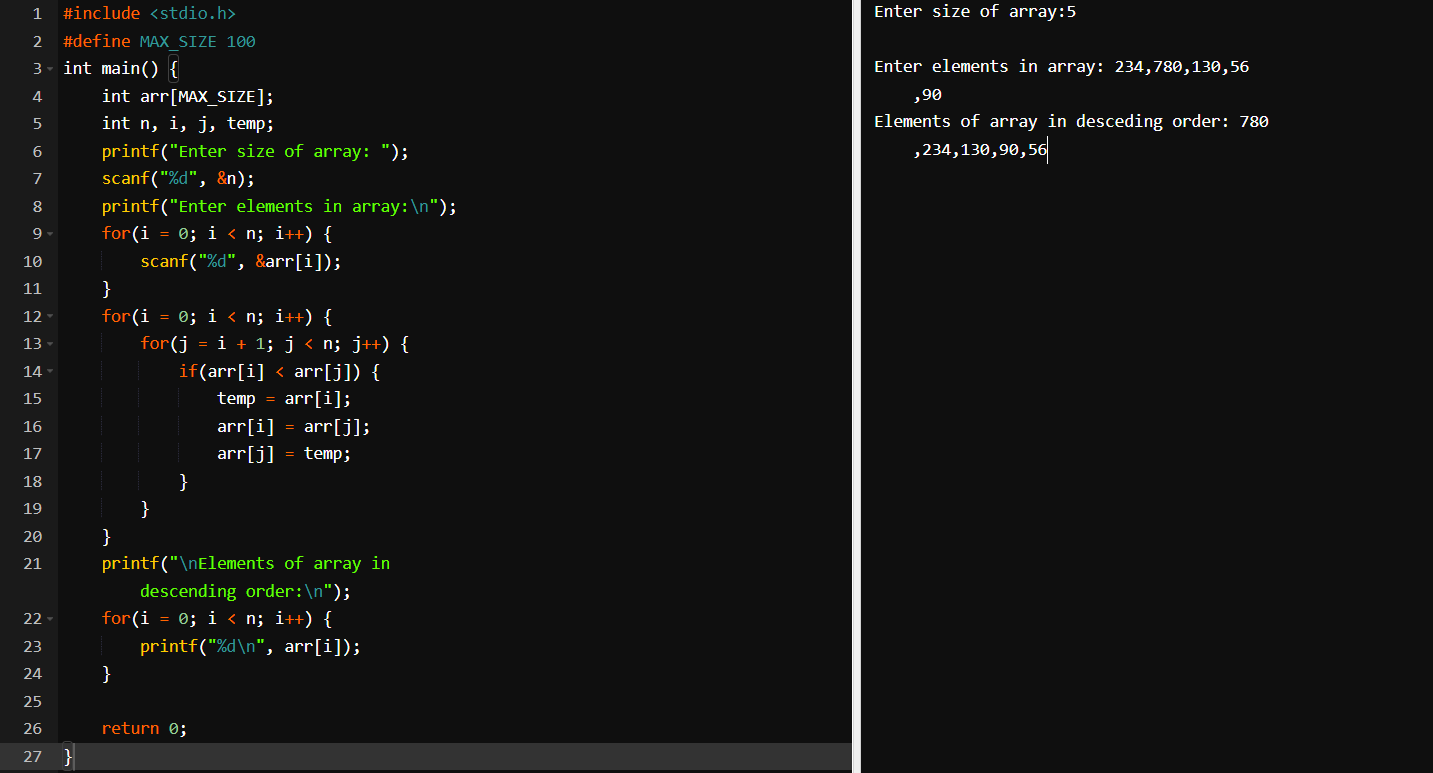 1 #include <stdio.h>
2 #define MAX_SIZE 100
3 int main() {
4     int arr[MAX_SIZE];
5     int n, i, j, temp;
6     printf("Enter size of array: ");
7     scanf("%d", &n);
8     printf("Enter elements in array:\n");
9     for(i = 0; i < n; i++) {
10         scanf("%d", &arr[i]);
11     }
12     for(i = 0; i < n; i++) {
13         for(j = i + 1; j < n; j++) {
14             if(arr[i] < arr[j]) {
15                 temp = arr[i];
16                 arr[i] = arr[j];
17                 arr[j] = temp;
18             }
19         }
20     }
21     printf("\nElements of array in
        descending order:\n");
22     for(i = 0; i < n; i++) {
23         printf("%d\n", arr[i]);
24     }
25
26     return 0;
27 }
Enter size of array:5
Enter elements in array: 234,780,130,56
    ,90
Elements of array in desceding order: 780
    ,234,130,90,56